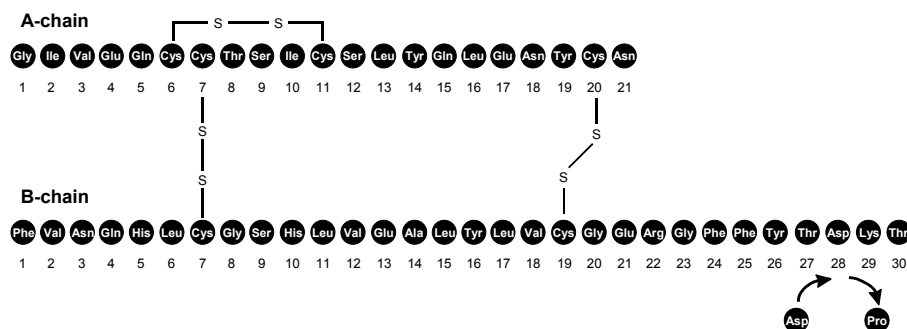 A-chain
S S
Gly Ile Val Glu Gln Cys Cys Thr Ser Ile Cys Ser Leu Tyr Gln Leu Glu Asn Tyr Cys Asn
1 2 3 4 5 6 7 8 9 10 11 12 13 14 15 16 17 18 19 20 21
S S
S S
B-chain
Phe Val Asn Gln His Leu Cys Gly Ser His Leu Val Glu Ala Leu Tyr Leu Val Cys Gly Glu Arg Gly Phe Phe Tyr Thr Asp Lys Thr
1 2 3 4 5 6 7 8 9 10 11 12 13 14 15 16 17 18 19 20 21 22 23 24 25 26 27 28 29 30
Asp Pro